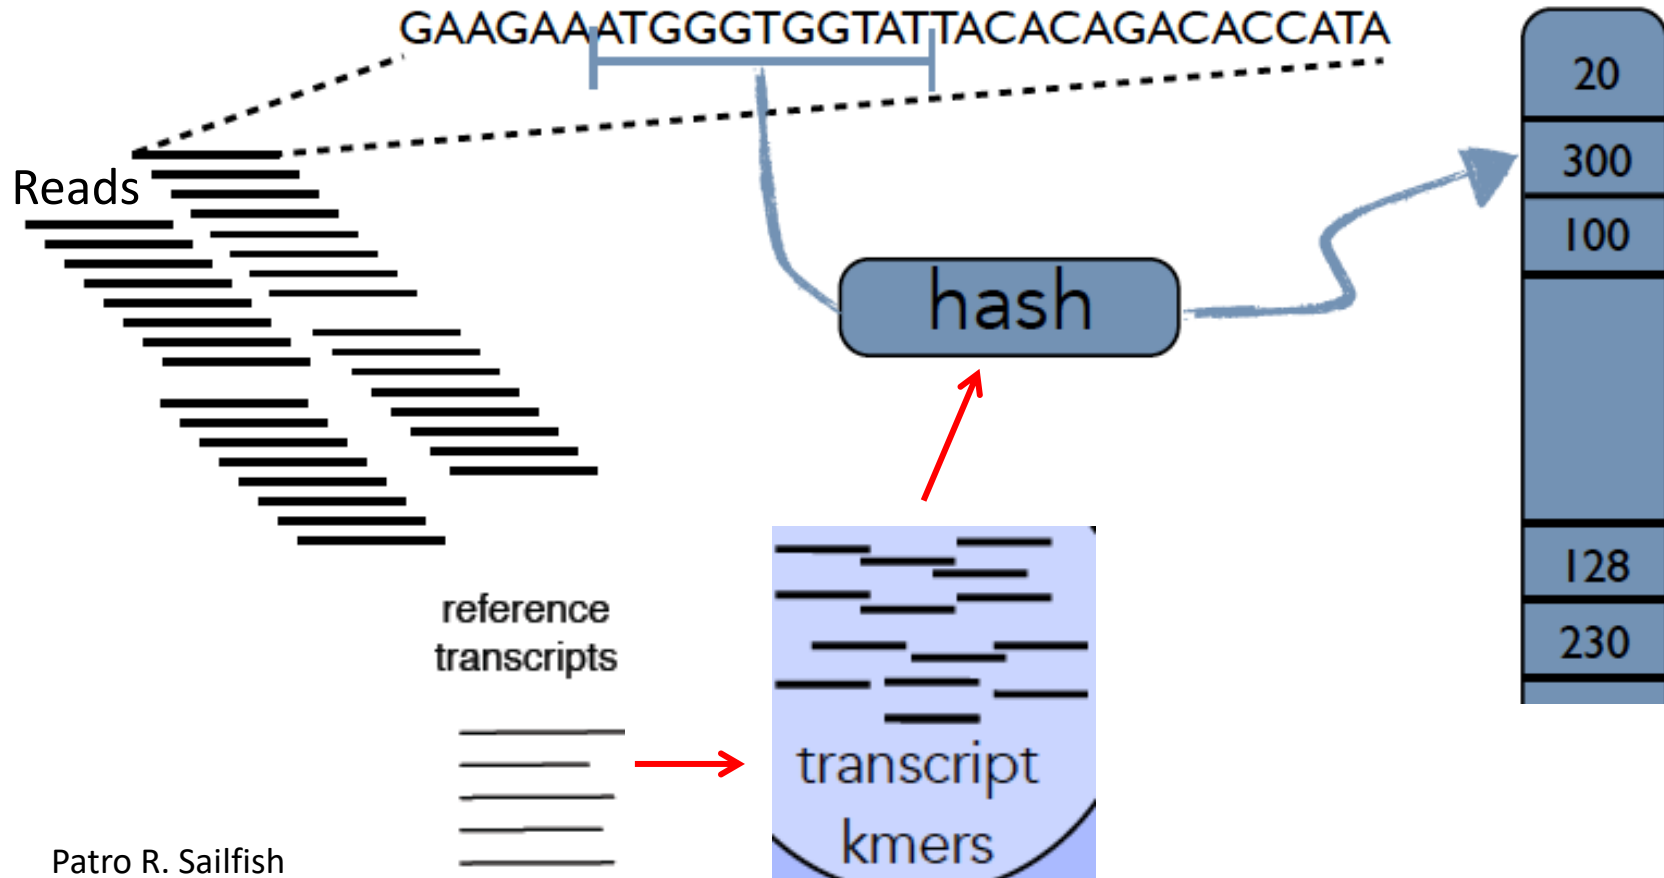 GAAGAAATGGGTGGTATTACACAGACACCATA
20
300
Reads
100
hash
128
reference
transcripts
230
transcript
kmers
Patro R. Sailfish